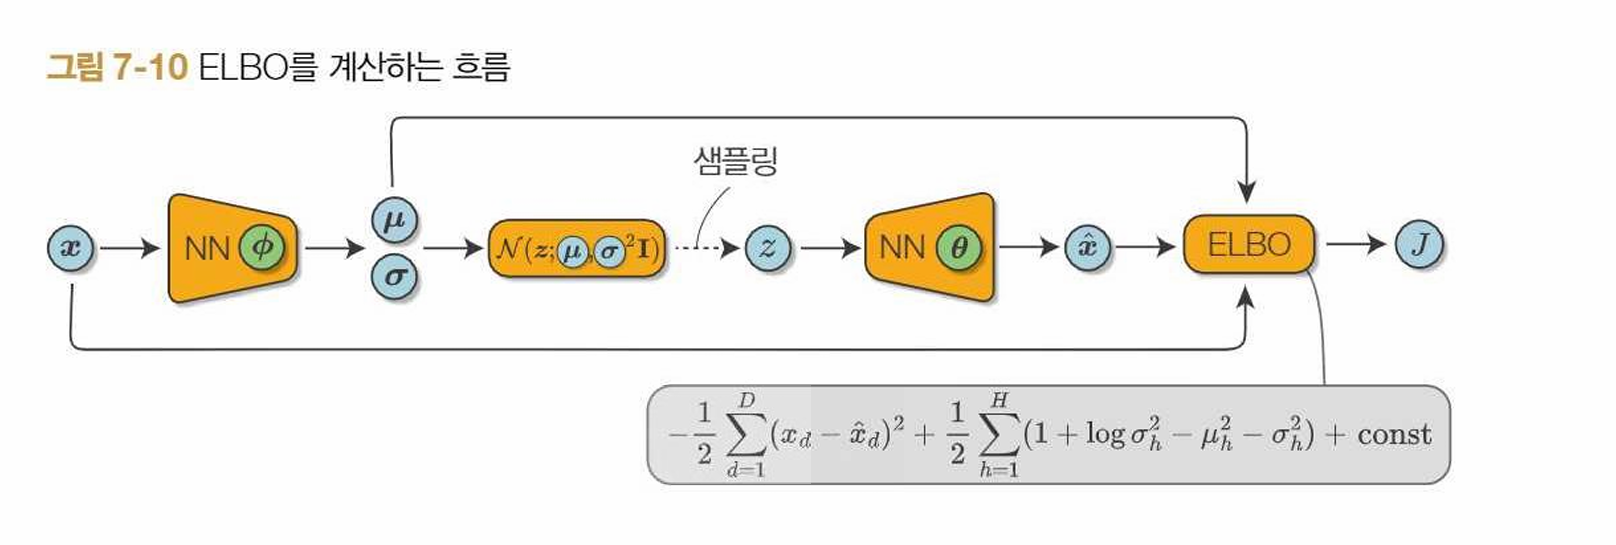 그림 7-10 ELBO를 계산하는 흐름
샘플링
x NN ϕ μ σ N(z; μ, σ²I) z NN θ x̂ ELBO J
-1/2 ∑_{d=1}^{D} (x_d - x̂_d)² + 1/2 ∑_{h=1}^{H} (1 + log σ_h² - μ_h² - σ_h²) + const